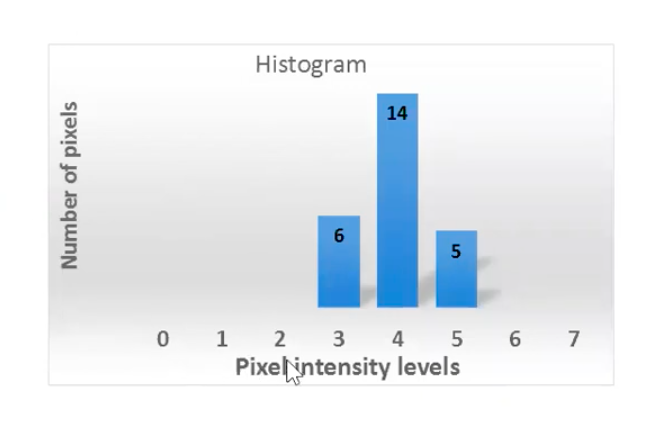 Histogram
Number of pixels
14
6
5
0 1 2 3 4 5 6 7
Pixel intensity levels